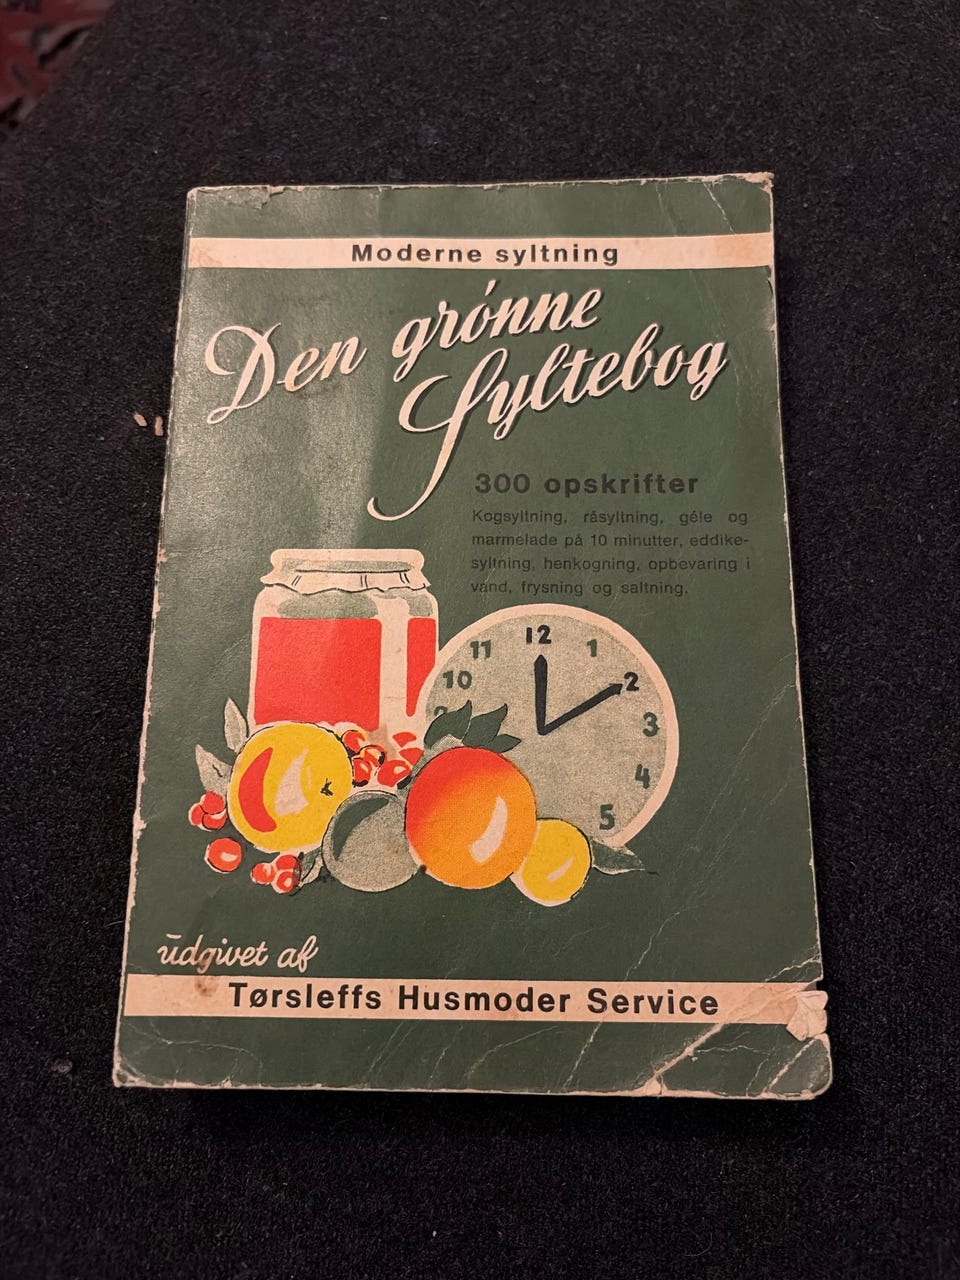 Moderne syltning
Den grønne
Syltebog
300 opskrifter
Kogsyltning, råsyltning, géle og
marmelade på 10 minutter, eddike-
syltning, henkogning, opbevaring i
vand, frysning og saltning.
12
11
1
10
2
9
3
4
5
udgivet af
Tørsleffs Husmoder Service